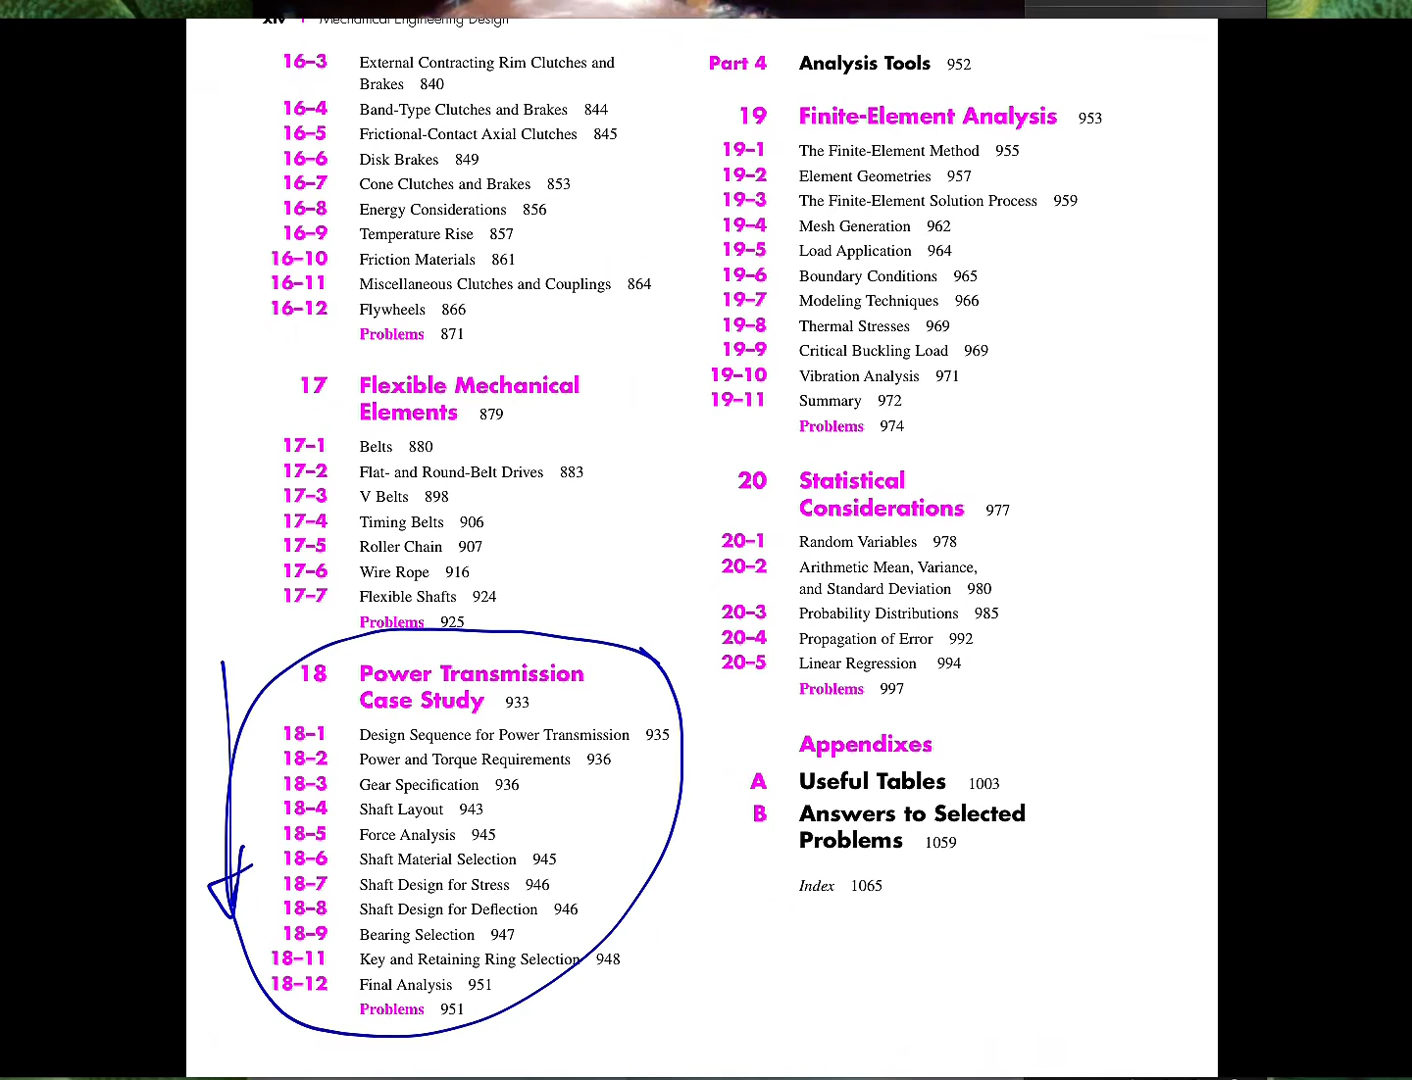 xiv Mechanical Engineering Design
16–3 External Contracting Rim Clutches and
Brakes 840
16–4 Band-Type Clutches and Brakes 844
16–5 Frictional-Contact Axial Clutches 845
16–6 Disk Brakes 849
16–7 Cone Clutches and Brakes 853
16–8 Energy Considerations 856
16–9 Temperature Rise 857
16–10 Friction Materials 861
16–11 Miscellaneous Clutches and Couplings 864
16–12 Flywheels 866
Problems 871
17 Flexible Mechanical
Elements 879
17–1 Belts 880
17–2 Flat- and Round-Belt Drives 883
17–3 V Belts 898
17–4 Timing Belts 906
17–5 Roller Chain 907
17–6 Wire Rope 916
17–7 Flexible Shafts 924
Problems 925
18 Power Transmission
Case Study 933
18–1 Design Sequence for Power Transmission 935
18–2 Power and Torque Requirements 936
18–3 Gear Specification 936
18–4 Shaft Layout 943
18–5 Force Analysis 945
18–6 Shaft Material Selection 945
18–7 Shaft Design for Stress 946
18–8 Shaft Design for Deflection 946
18–9 Bearing Selection 947
18–11 Key and Retaining Ring Selection 948
18–12 Final Analysis 951
Problems 951
Part 4 Analysis Tools 952
19 Finite-Element Analysis 953
19–1 The Finite-Element Method 955
19–2 Element Geometries 957
19–3 The Finite-Element Solution Process 959
19–4 Mesh Generation 962
19–5 Load Application 964
19–6 Boundary Conditions 965
19–7 Modeling Techniques 966
19–8 Thermal Stresses 969
19–9 Critical Buckling Load 969
19–10 Vibration Analysis 971
19–11 Summary 972
Problems 974
20 Statistical
Considerations 977
20–1 Random Variables 978
20–2 Arithmetic Mean, Variance,
and Standard Deviation 980
20–3 Probability Distributions 985
20–4 Propagation of Error 992
20–5 Linear Regression 994
Problems 997
Appendixes
A Useful Tables 1003
B Answers to Selected
Problems 1059
Index 1065